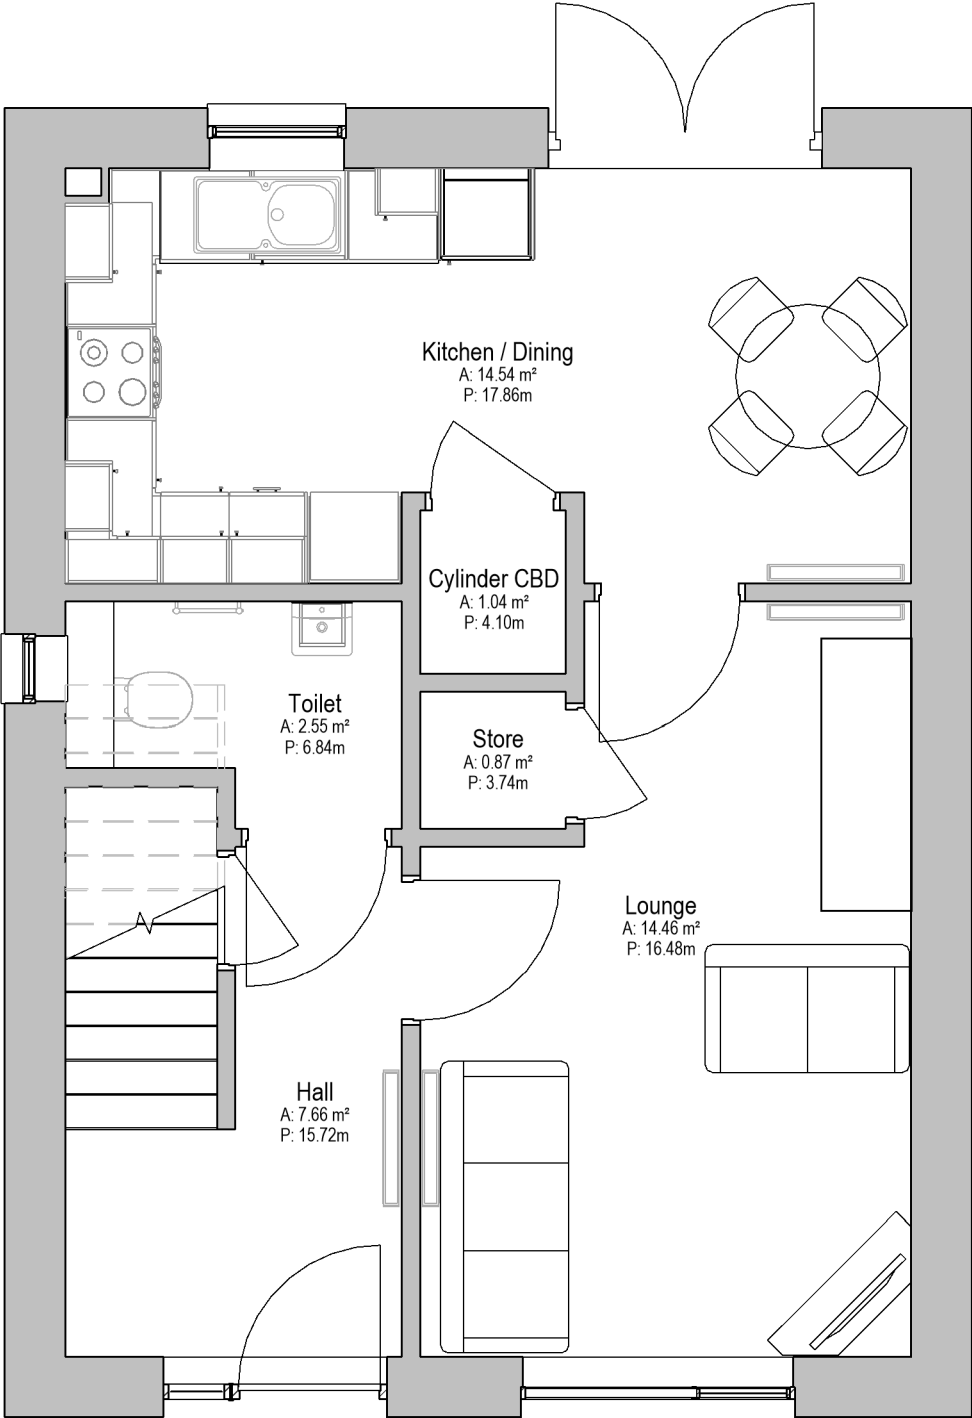 Kitchen / Dining
A: 14.54 m²
P: 17.86m
Cylinder CBD
A: 1.04 m²
P: 4.10m
Toilet
A: 2.55 m²
P: 6.84m
Store
A: 0.87 m²
P: 3.74m
Lounge
A: 14.46 m²
P: 16.48m
Hall
A: 7.66 m²
P: 15.72m